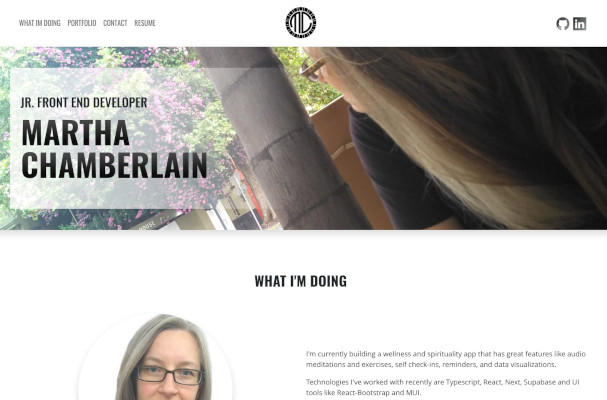 WHAT IM DOING PORTFOLIO CONTACT RESUME
MC
JR. FRONT END DEVELOPER
MARTHA
CHAMBERLAIN
WHAT I'M DOING
I'm currently building a wellness and spirituality app that has great features like audio
meditations and exercises, self check-ins, reminders, and data visualizations.
Technologies I've worked with recently are Typescript, React, Next, Supabase and UI
tools like React-Bootstrap and MUI.